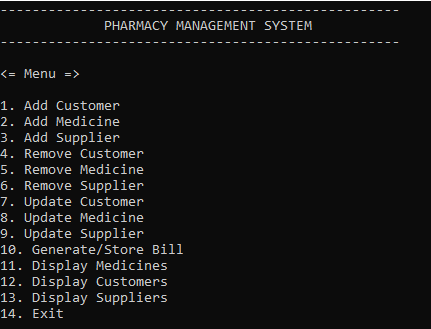 --------------------------------------------------
PHARMACY MANAGEMENT SYSTEM
--------------------------------------------------
<= Menu =>
1. Add Customer
2. Add Medicine
3. Add Supplier
4. Remove Customer
5. Remove Medicine
6. Remove Supplier
7. Update Customer
8. Update Medicine
9. Update Supplier
10. Generate/Store Bill
11. Display Medicines
12. Display Customers
13. Display Suppliers
14. Exit